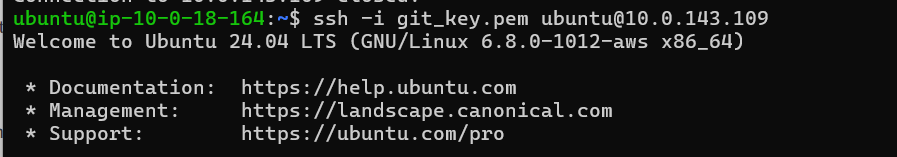 ubuntu@ip-10-0-18-164:~$ ssh -i git_key.pem ubuntu@10.0.143.109
Welcome to Ubuntu 24.04 LTS (GNU/Linux 6.8.0-1012-aws x86_64)

 * Documentation:  https://help.ubuntu.com
 * Management:     https://landscape.canonical.com
 * Support:        https://ubuntu.com/pro